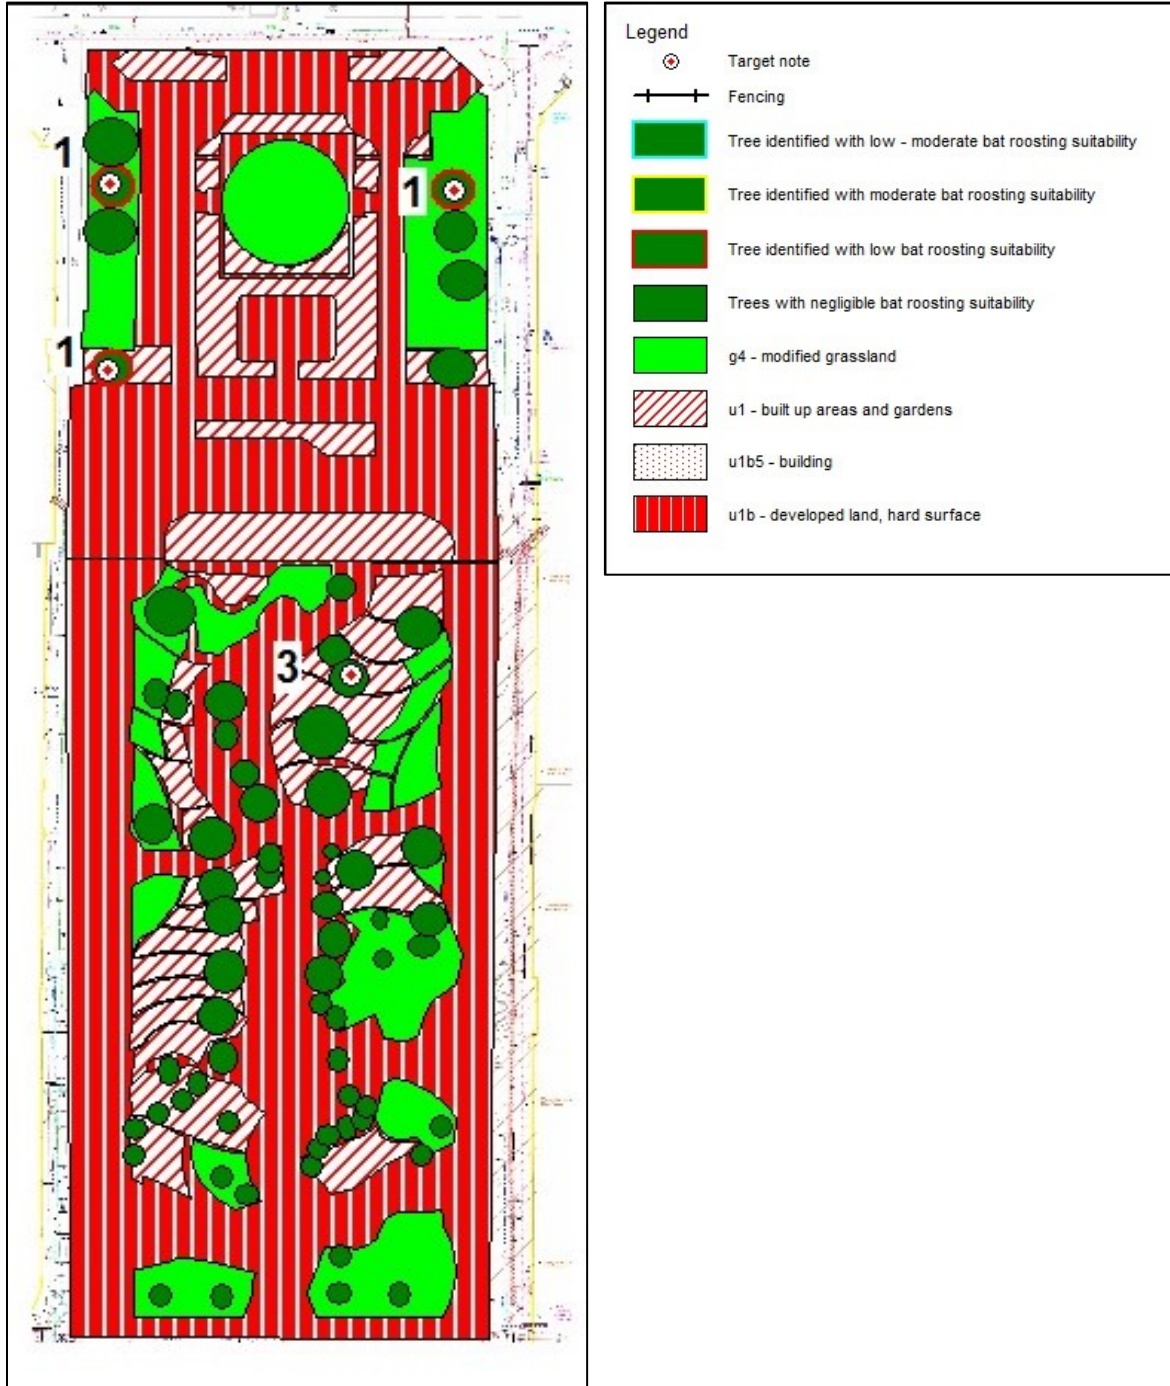 1
1
1
3
Legend
Target note
Fencing
Tree identified with low - moderate bat roosting suitability
Tree identified with moderate bat roosting suitability
Tree identified with low bat roosting suitability
Trees with negligible bat roosting suitability
g4 - modified grassland
u1 - built up areas and gardens
u1b5 - building
u1b - developed land, hard surface